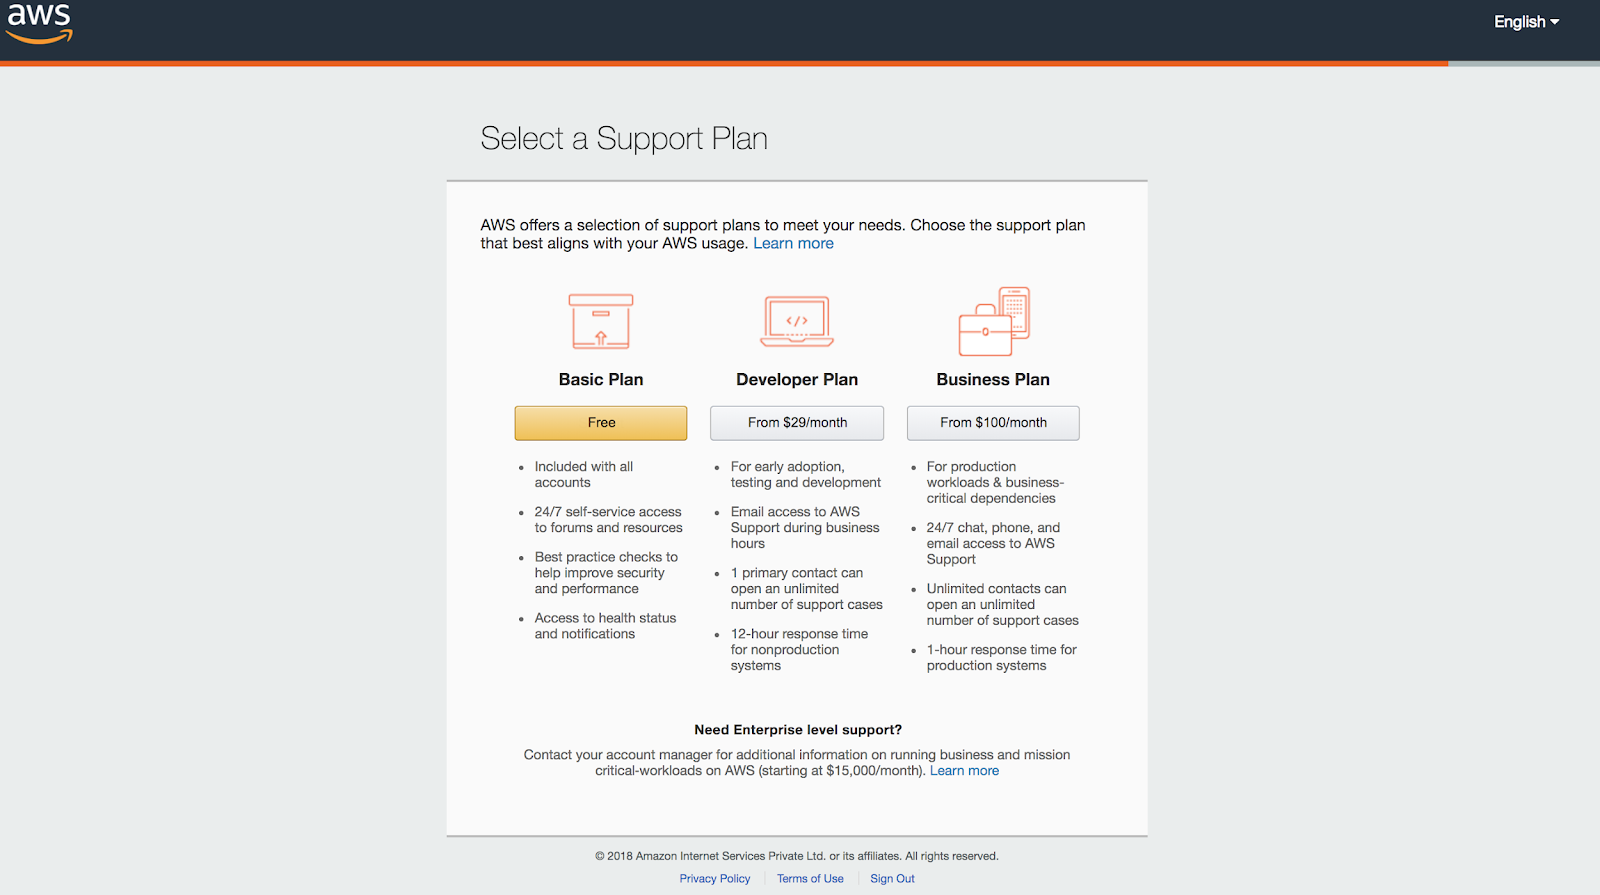 aws
English
Select a Support Plan
AWS offers a selection of support plans to meet your needs. Choose the support plan
that best aligns with your AWS usage. Learn more
</>
Basic Plan
Free
• Included with all
accounts
• 24/7 self-service access
to forums and resources
• Best practice checks to
help improve security
and performance
• Access to health status
and notifications
Developer Plan
From $29/month
• For early adoption,
testing and development
• Email access to AWS
Support during business
hours
• 1 primary contact can
open an unlimited
number of support cases
• 12-hour response time
for nonproduction
systems
Business Plan
From $100/month
• For production
workloads & business-
critical dependencies
• 24/7 chat, phone, and
email access to AWS
Support
• Unlimited contacts can
open an unlimited
number of support cases
• 1-hour response time for
production systems
Need Enterprise level support?
Contact your account manager for additional information on running business and mission
critical-workloads on AWS (starting at $15,000/month). Learn more
© 2018 Amazon Internet Services Private Ltd. or its affiliates. All rights reserved.
Privacy Policy | Terms of Use | Sign Out